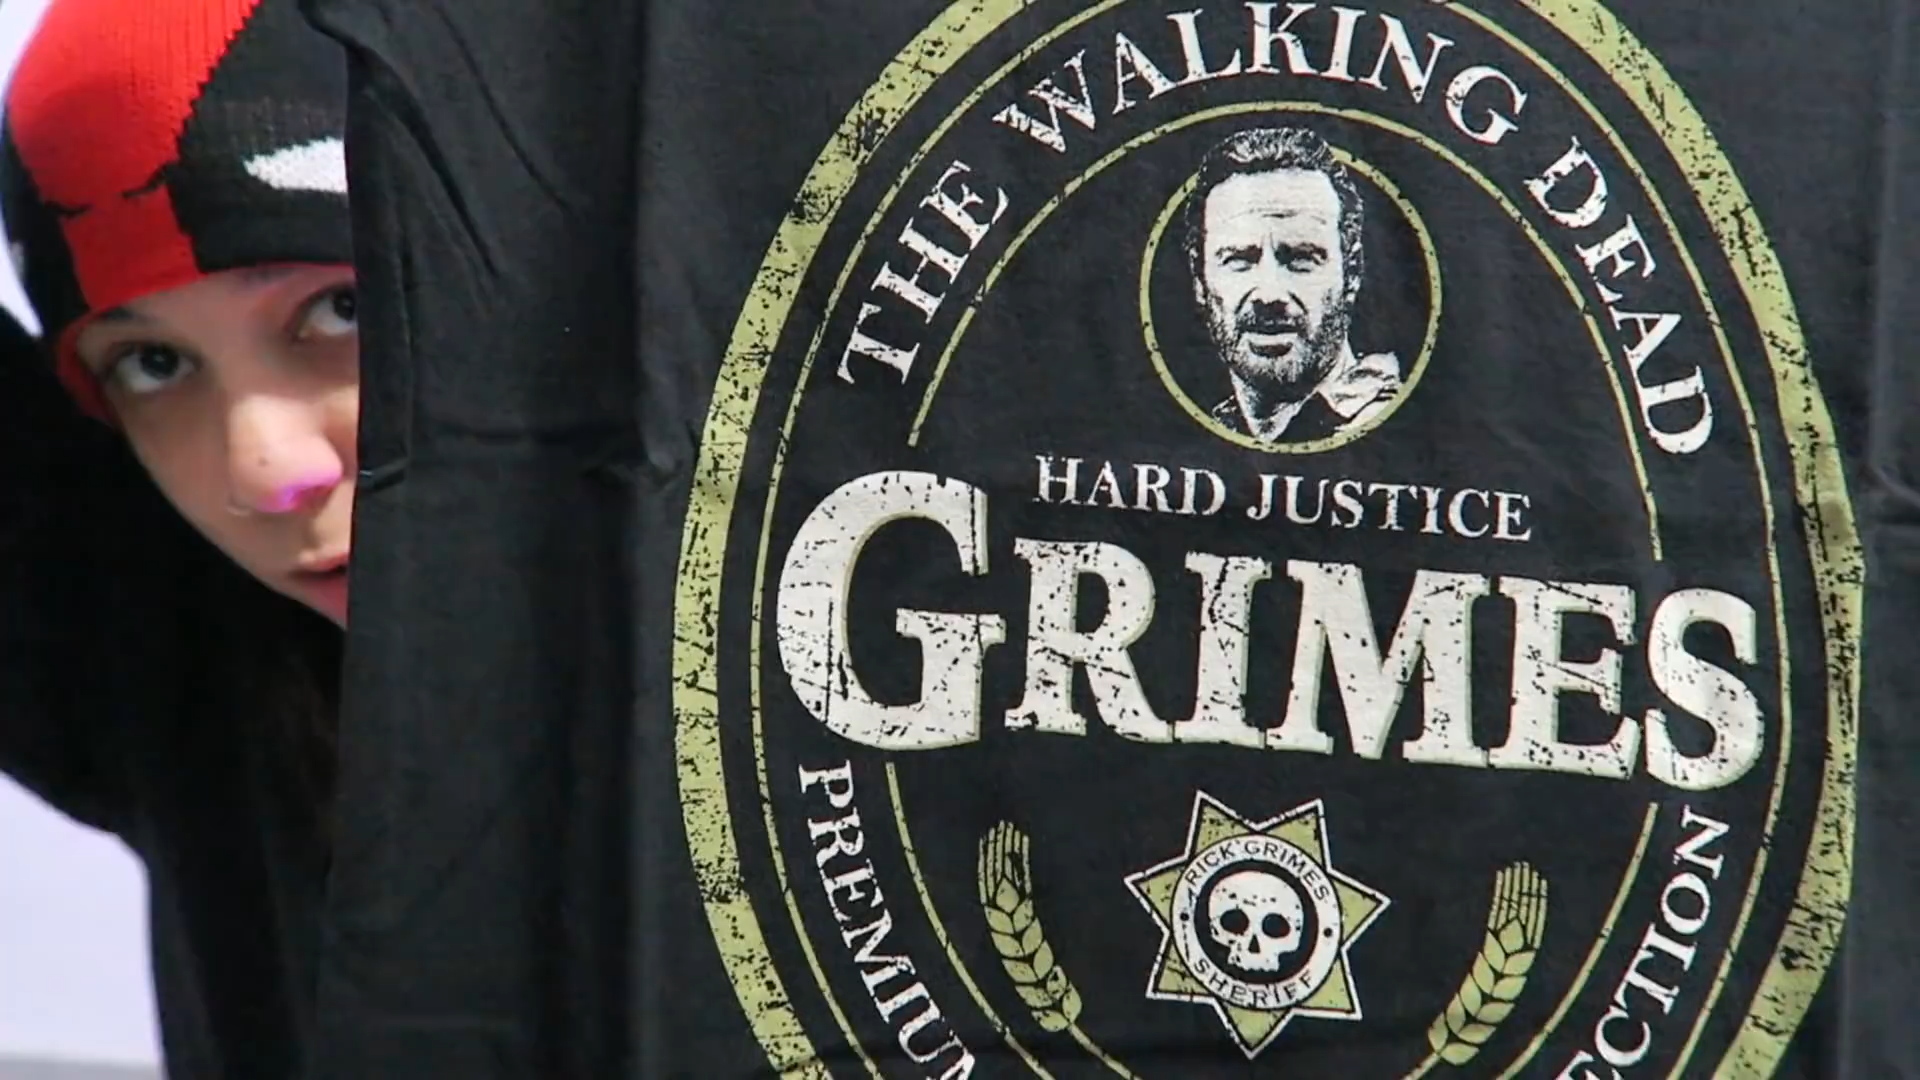 THE WALKING DEAD
HARD JUSTICE
GRIMES
RICK GRIMES
SHERIFF